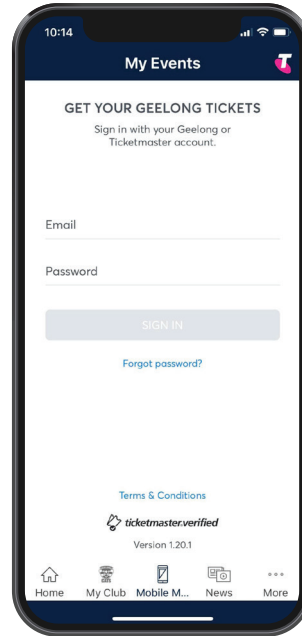 10:14
My Events
GET YOUR GEELONG TICKETS
Sign in with your Geelong or
Ticketmaster account.
Email
Password
SIGN IN
Forgot password?
Terms & Conditions
ticketmaster.verified
Version 1.20.1
Home My Club Mobile M... News More